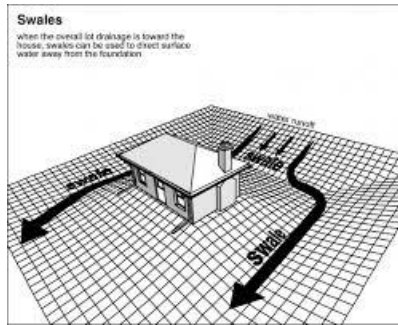 Swales
when the overall lot drainage is toward the
house, swales can be used to direct surface
water away from the foundation
water runoff
swale
swale
Swale